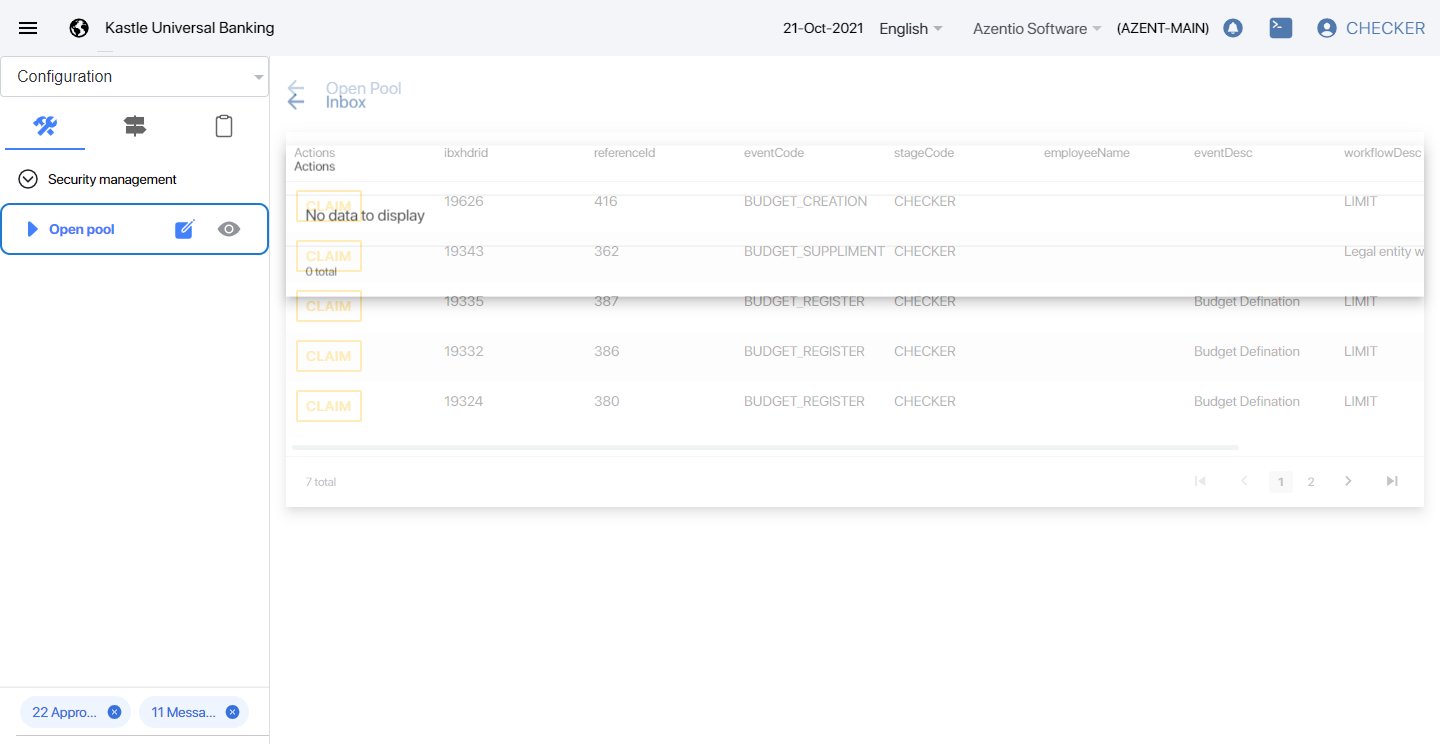 Kastle Universal Banking 21-Oct-2021 English Azentio Software (AZENT-MAIN) CHECKER
Configuration
Security management
Open pool
22 Appro...
11 Messa...
Open Pool
Inbox
Actions ibxhdrid referenceId eventCode stageCode employeeName eventDesc workflowDesc
Actions
CLAIM 19626 416 BUDGET_CREATION CHECKER LIMIT
No data to display
CLAIM 19343 362 BUDGET_SUPPLIMENT CHECKER Legal entity w
0 total
CLAIM 19335 387 BUDGET_REGISTER CHECKER Budget Defination LIMIT
CLAIM 19332 386 BUDGET_REGISTER CHECKER Budget Defination LIMIT
CLAIM 19324 380 BUDGET_REGISTER CHECKER Budget Defination LIMIT
7 total 1 2